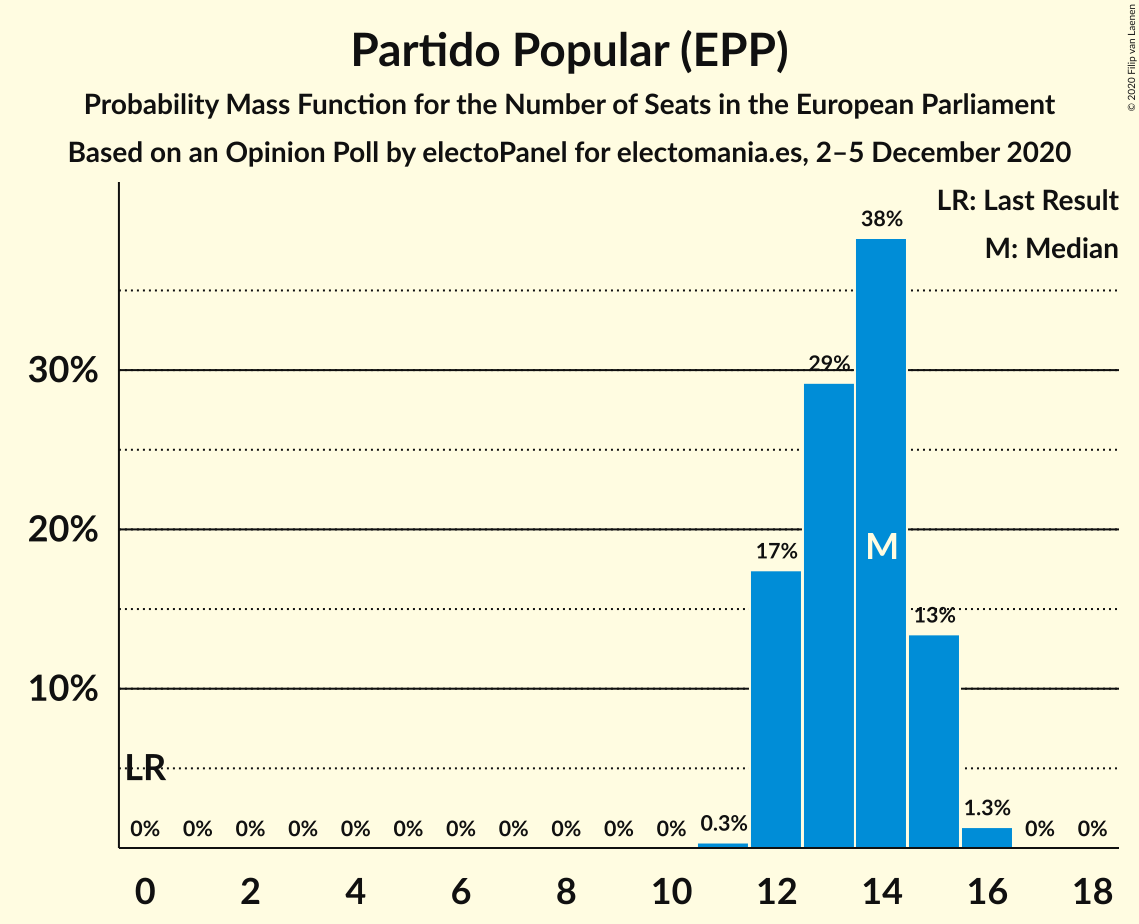 Partido Popular (EPP)
Probability Mass Function for the Number of Seats in the European Parliament
Based on an Opinion Poll by electoPanel for electomania.es, 2–5 December 2020
© 2020 Filip van Laenen
LR: Last Result
M: Median
38%
30%
29%
20%
17%
M
13%
10%
LR
0% 0% 0% 0% 0% 0% 0% 0% 0% 0% 0% 0.3% 1.3% 0% 0%
0 2 4 6 8 10 12 14 16 18